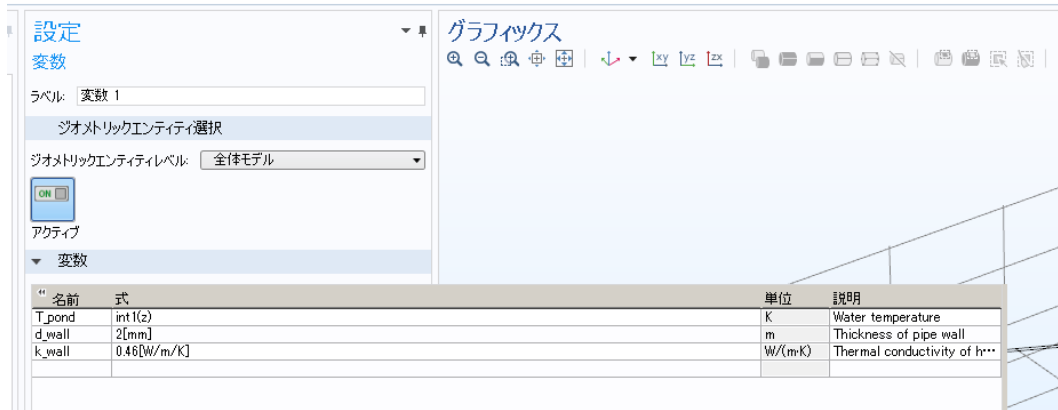 設定
変数
ラベル: 変数 1
ジオメトリックエンティティ選択
ジオメトリックエンティティレベル: 全体モデル
ON
アクティブ
変数
名前 式 単位 説明
T_pond int1(z) K Water temperature
d_wall 2[mm] m Thickness of pipe wall
k_wall 0.46[W/m/K] W/(m·K) Thermal conductivity of h…
グラフィックス
xy yz zx